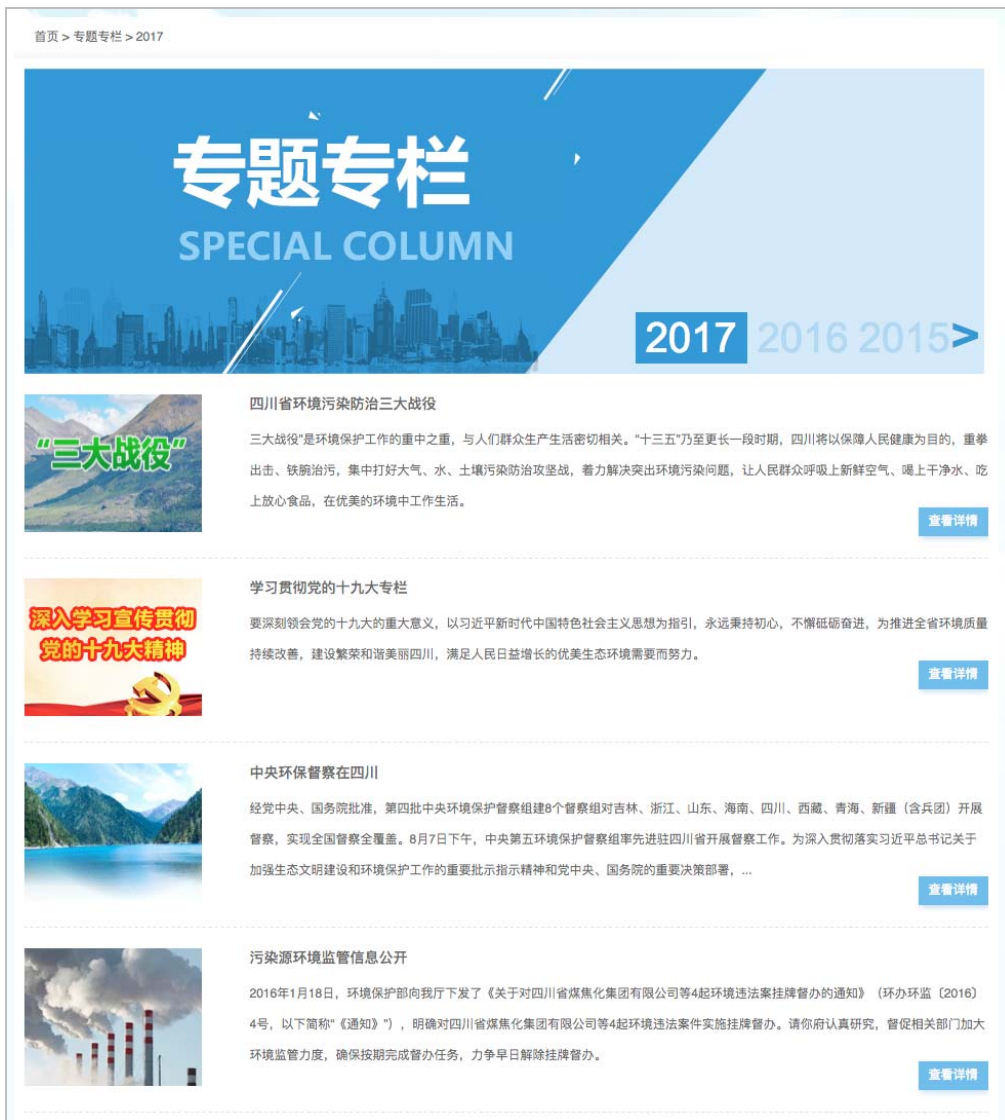 首页 > 专题专栏 > 2017
专题专栏
SPECIAL COLUMN
2017 2016 2015>
四川省环境污染防治三大战役
“三大战役”
三大战役”是环境保护工作的重中之重，与人们群众生产生活密切相关。“十三五”乃至更长一段时期，四川将以保障人民健康为目的，重拳
出击、铁腕治污，集中打好大气、水、土壤污染防治攻坚战，着力解决突出环境污染问题，让人民群众呼吸上新鲜空气、喝上干净水、吃
上放心食品，在优美的环境中工作生活。
查看详情
学习贯彻党的十九大专栏
深入学习宣传贯彻
党的十九大精神
要深刻领会党的十九大的重大意义，以习近平新时代中国特色社会主义思想为指引，永远秉持初心，不懈砥砺奋进，为推进全省环境质量
持续改善，建设繁荣和谐美丽四川，满足人民日益增长的优美生态环境需要而努力。
查看详情
中央环保督察在四川
经党中央、国务院批准，第四批中央环境保护督察组建8个督察组对吉林、浙江、山东、海南、四川、西藏、青海、新疆（含兵团）开展
督察，实现全国督察全覆盖。8月7日下午，中央第五环境保护督察组率先进驻四川省开展督察工作。为深入贯彻落实习近平总书记关于
加强生态文明建设和环境保护工作的重要批示指示精神和党中央、国务院的重要决策部署，...
查看详情
污染源环境监管信息公开
2016年1月18日，环境保护部向我厅下发了《关于对四川省煤焦化集团有限公司等4起环境违法案挂牌督办的通知》（环办环监〔2016〕
4号，以下简称“《通知》”），明确对四川省煤焦化集团有限公司等4起环境违法案件实施挂牌督办。请你府认真研究，督促相关部门加大
环境监管力度，确保按期完成督办任务，力争早日解除挂牌督办。
查看详情